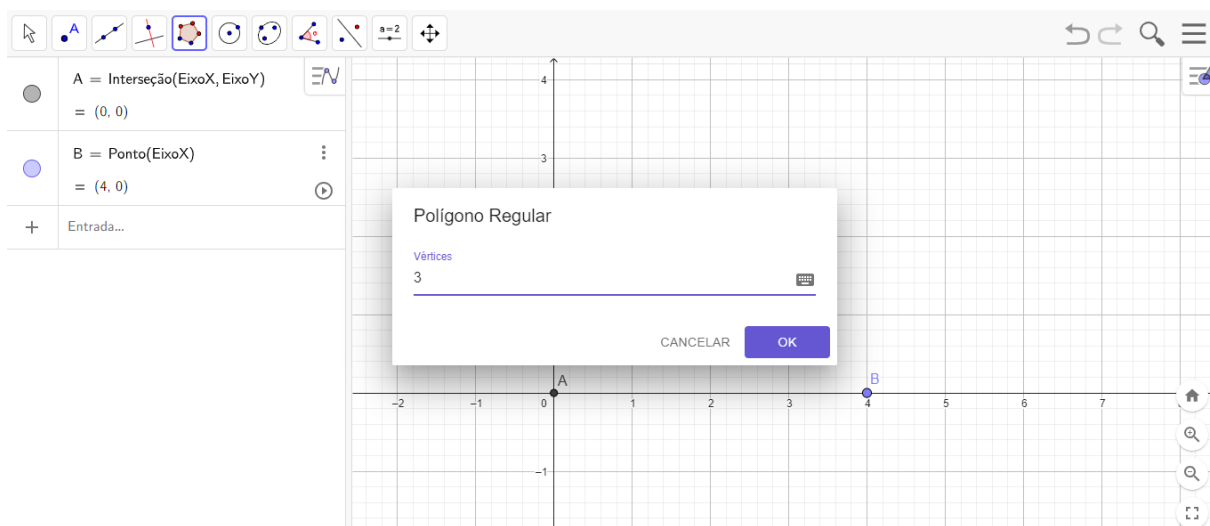 A
a=2
A = Interseção(EixoX, EixoY)
= (0, 0)
B = Ponto(EixoX)
= (4, 0)
+ Entrada...
4
3
Polígono Regular
Vértices
3
CANCELAR OK
A B
–2 –1 0 1 2 3 4 5 6 7
–1